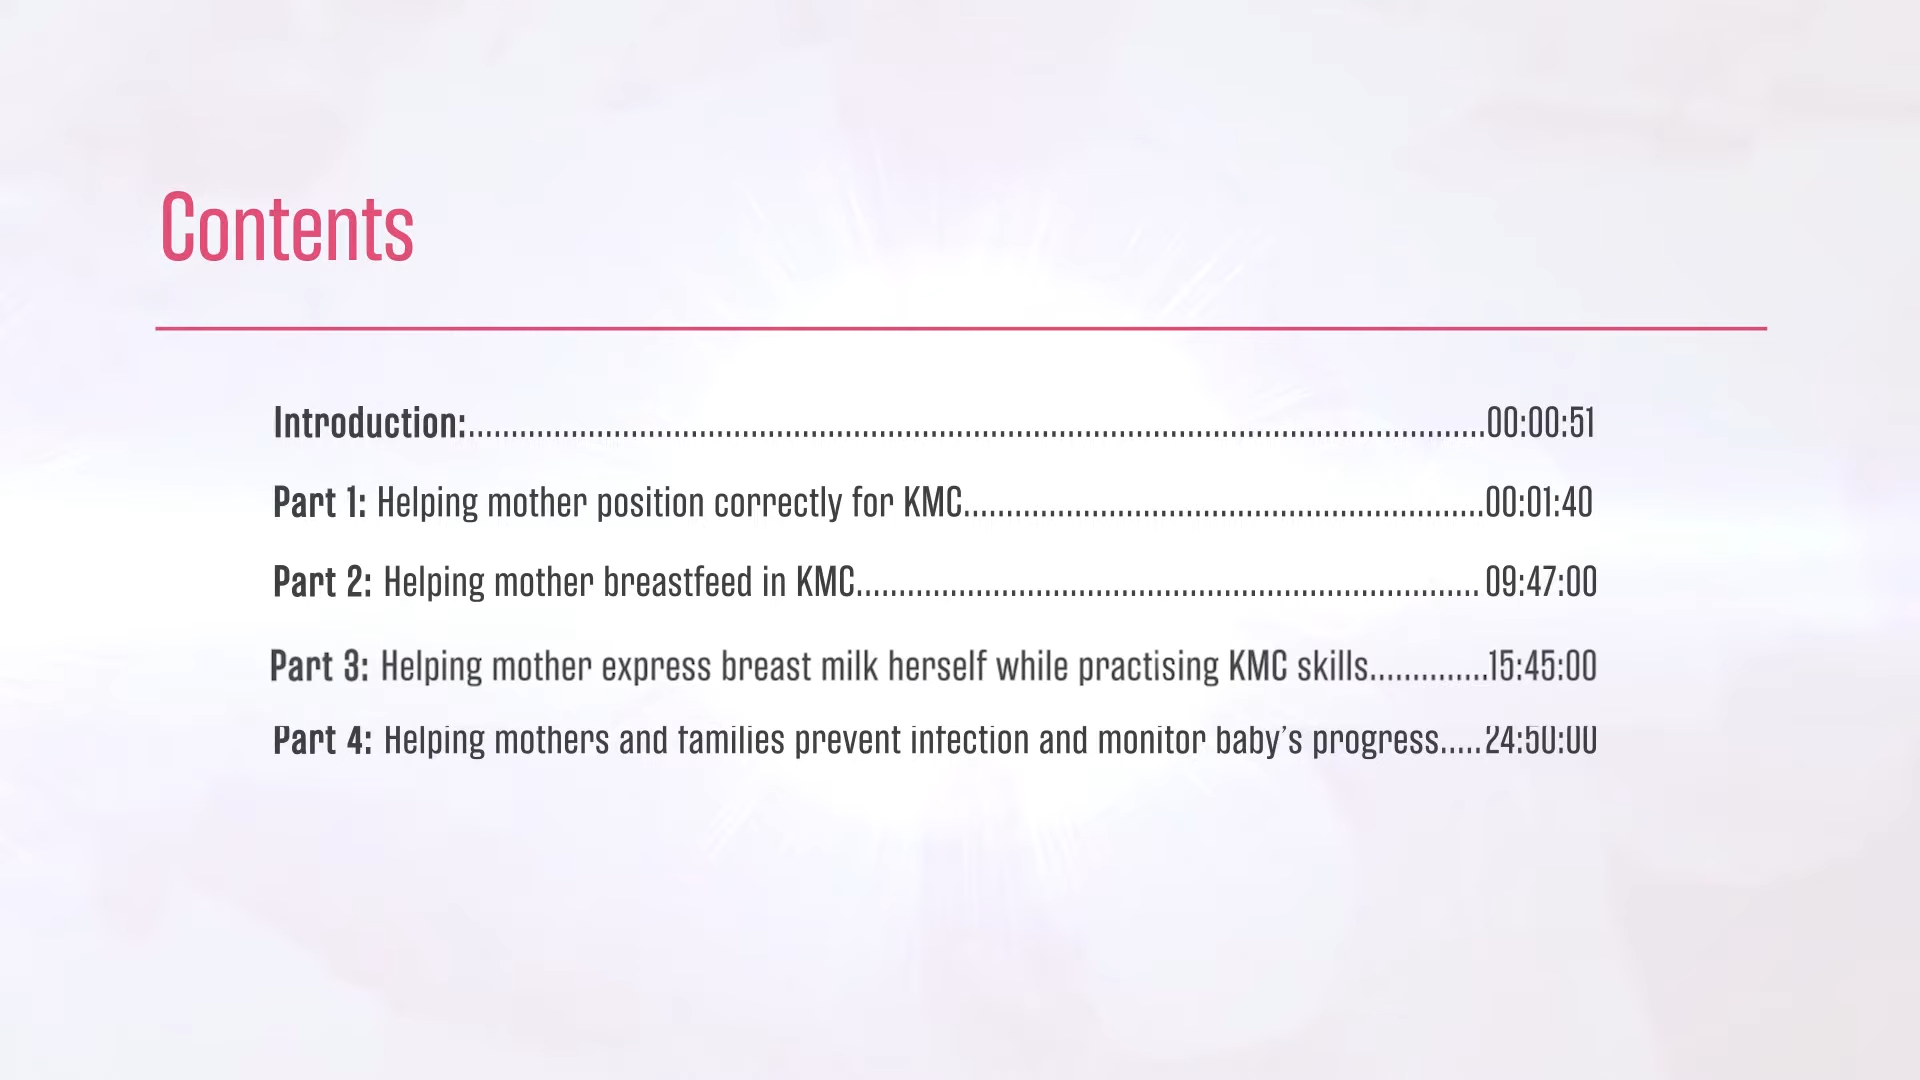 Contents
Introduction:........................................................................................................................00:00:51
Part 1: Helping mother position correctly for KMC.............................................................00:01:40
Part 2: Helping mother breastfeed in KMC......................................................................... 09:47:00
Part 3: Helping mother express breast milk herself while practising KMC skills..............15:45:00
Part 4: Helping mothers and families prevent infection and monitor baby's progress.....24:50:00